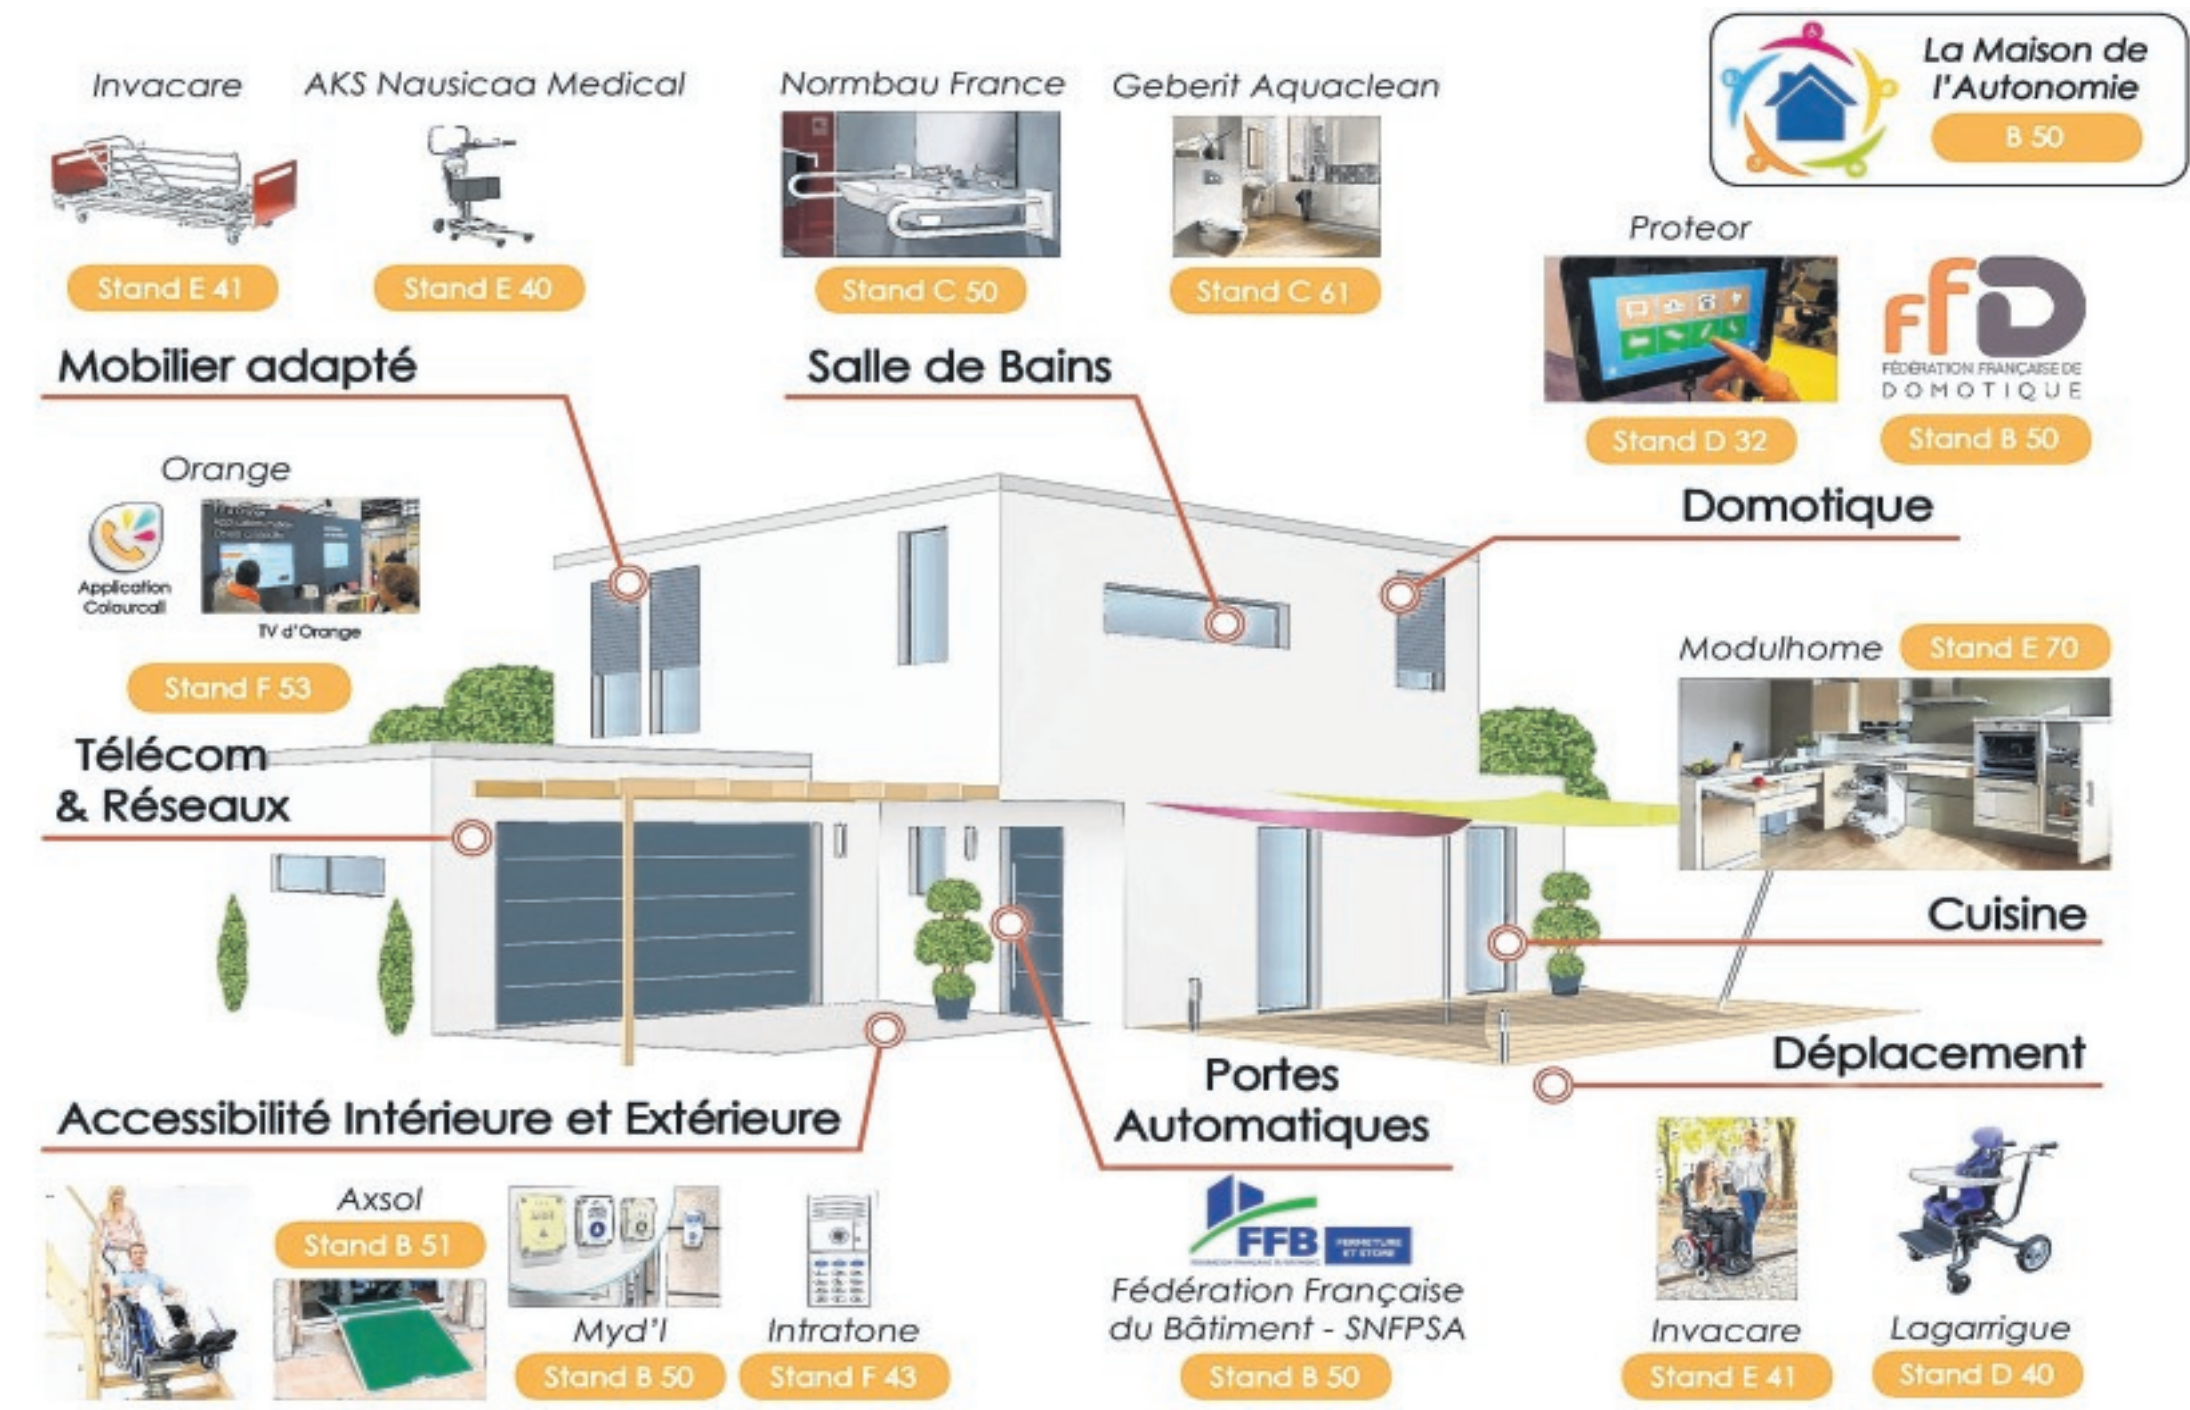 La Maison de
l'Autonomie
B 50
Invacare
Stand E 41
AKS Nausicaa Medical
Stand E 40
Mobilier adapté
Normbau France
Stand C 50
Geberit Aquaclean
Stand C 61
Salle de Bains
Proteor
Stand D 32
FFD
FÉDÉRATION FRANÇAISE DE
DOMOTIQUE
Stand B 50
Domotique
Orange
Application
Colourcall
TV d'Orange
Stand F 53
Télécom
& Réseaux
Modulhome
Stand E 70
Cuisine
Déplacement
Invacare
Stand E 41
Lagarrigue
Stand D 40
Accessibilité Intérieure et Extérieure
Axsol
Stand B 51
Myd'l
Stand B 50
Intratone
Stand F 43
Portes
Automatiques
FFB
FERMETURE
ET STORE
Fédération Française
du Bâtiment - SNFPSA
Stand B 50